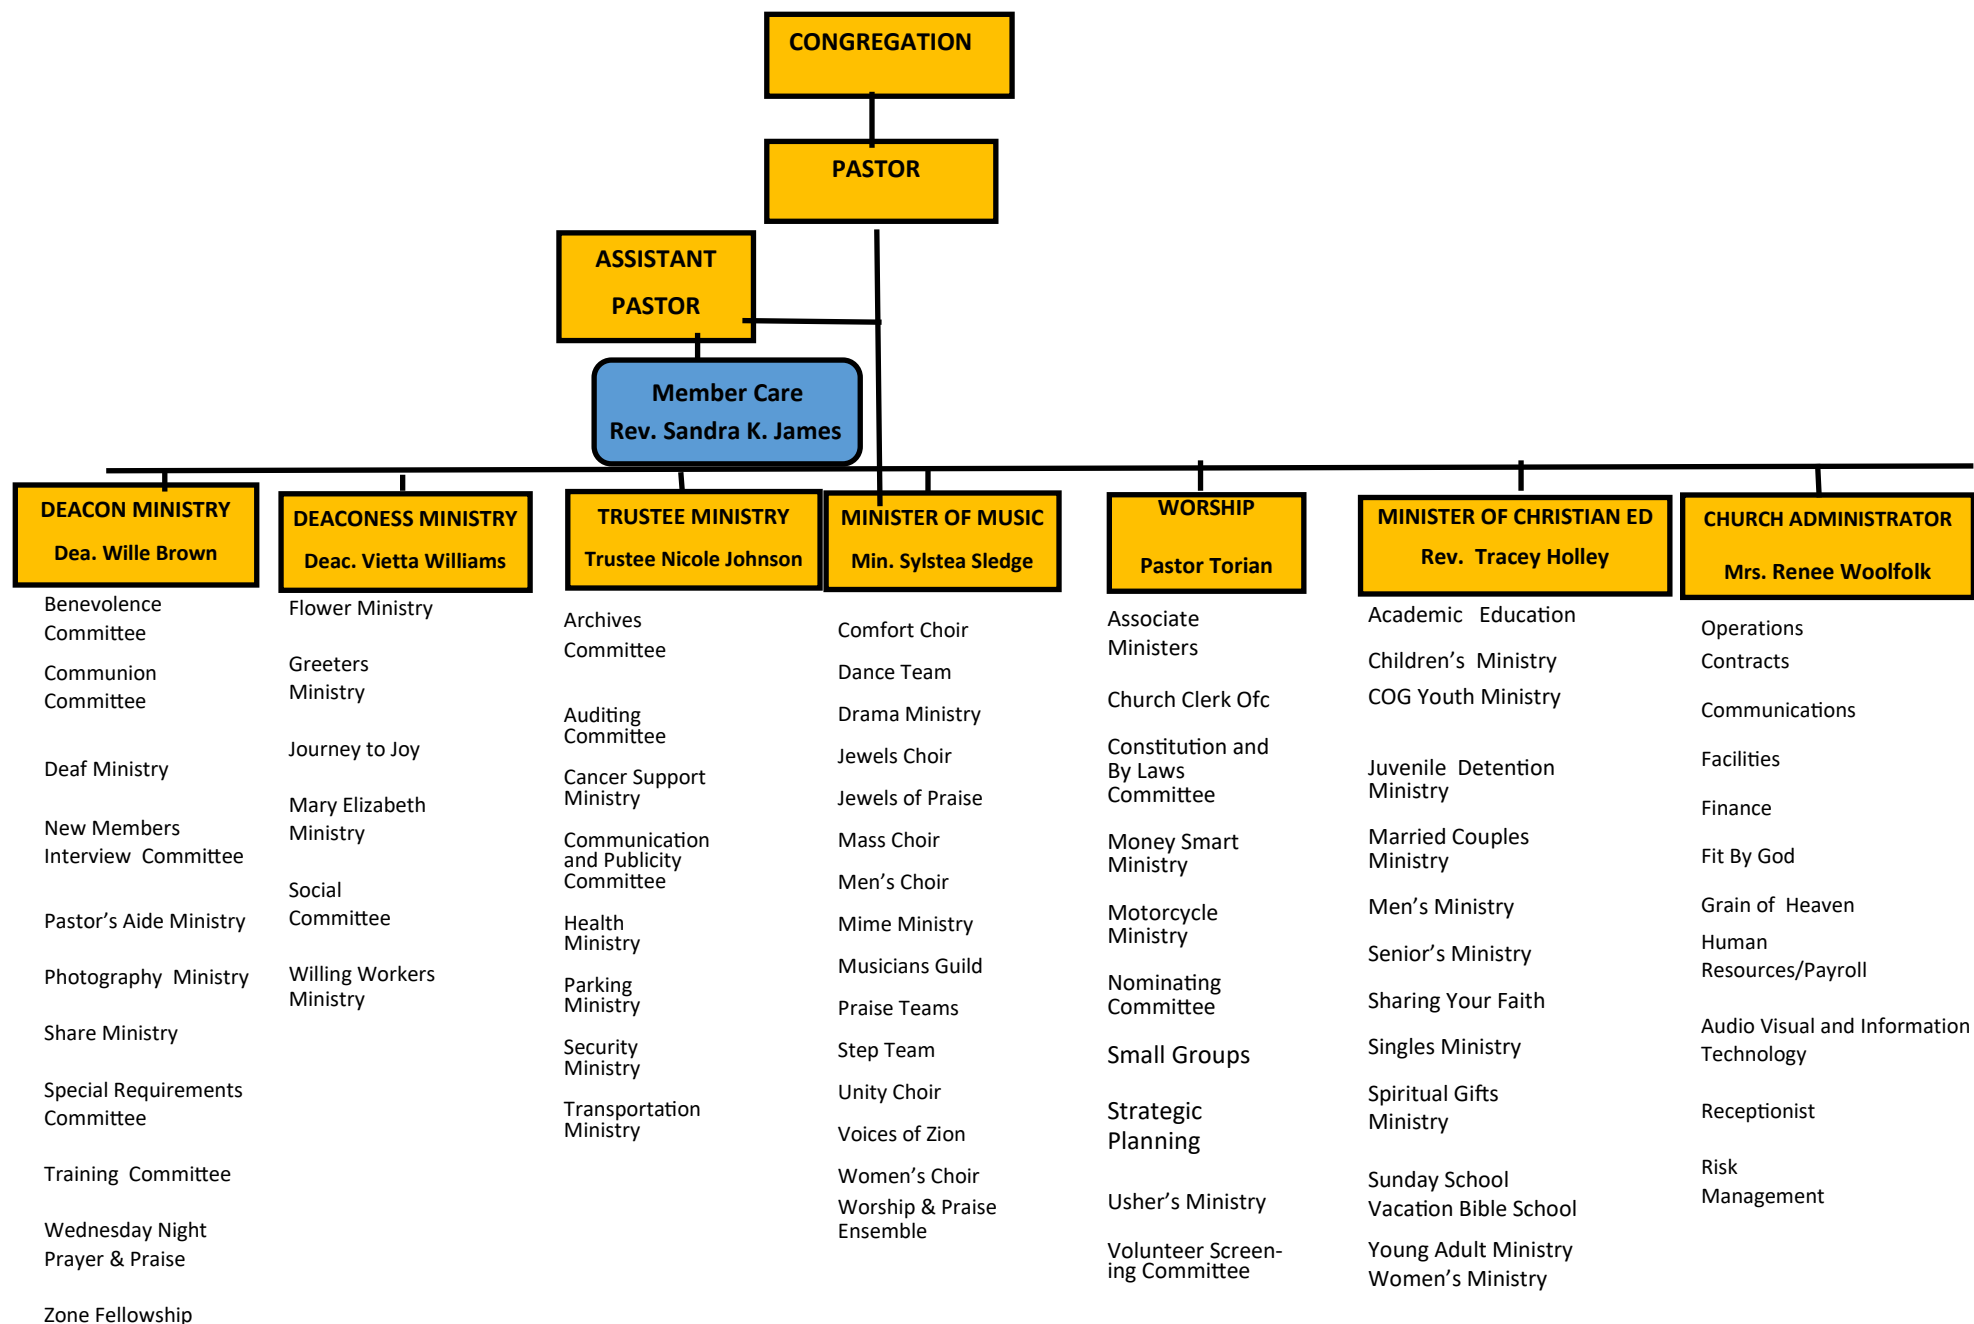 CONGREGATION
PASTOR
ASSISTANT
PASTOR
Member Care
Rev. Sandra K. James
DEACON MINISTRY
Dea. Wille Brown
Benevolence
Committee
Communion
Committee
Deaf Ministry
New Members
Interview Committee
Pastor's Aide Ministry
Photography Ministry
Share Ministry
Special Requirements
Committee
Training Committee
Wednesday Night
Prayer & Praise
Zone Fellowship
DEACONESS MINISTRY
Deac. Vietta Williams
Flower Ministry
Greeters
Ministry
Journey to Joy
Mary Elizabeth
Ministry
Social
Committee
Willing Workers
Ministry
TRUSTEE MINISTRY
Trustee Nicole Johnson
Archives
Committee
Auditing
Committee
Cancer Support
Ministry
Communication
and Publicity
Committee
Health
Ministry
Parking
Ministry
Security
Ministry
Transportation
Ministry
MINISTER OF MUSIC
Min. Sylstea Sledge
Comfort Choir
Dance Team
Drama Ministry
Jewels Choir
Jewels of Praise
Mass Choir
Men's Choir
Mime Ministry
Musicians Guild
Praise Teams
Step Team
Unity Choir
Voices of Zion
Women's Choir
Worship & Praise
Ensemble
WORSHIP
Pastor Torian
Associate
Ministers
Church Clerk Ofc
Constitution and
By Laws
Committee
Money Smart
Ministry
Motorcycle
Ministry
Nominating
Committee
Small Groups
Strategic
Planning
Usher's Ministry
Volunteer Screen-
ing Committee
MINISTER OF CHRISTIAN ED
Rev. Tracey Holley
Academic Education
Children's Ministry
COG Youth Ministry
Juvenile Detention
Ministry
Married Couples
Ministry
Men's Ministry
Senior's Ministry
Sharing Your Faith
Singles Ministry
Spiritual Gifts
Ministry
Sunday School
Vacation Bible School
Young Adult Ministry
Women's Ministry
CHURCH ADMINISTRATOR
Mrs. Renee Woolfolk
Operations
Contracts
Communications
Facilities
Finance
Fit By God
Grain of Heaven
Human
Resources/Payroll
Audio Visual and Information
Technology
Receptionist
Risk
Management